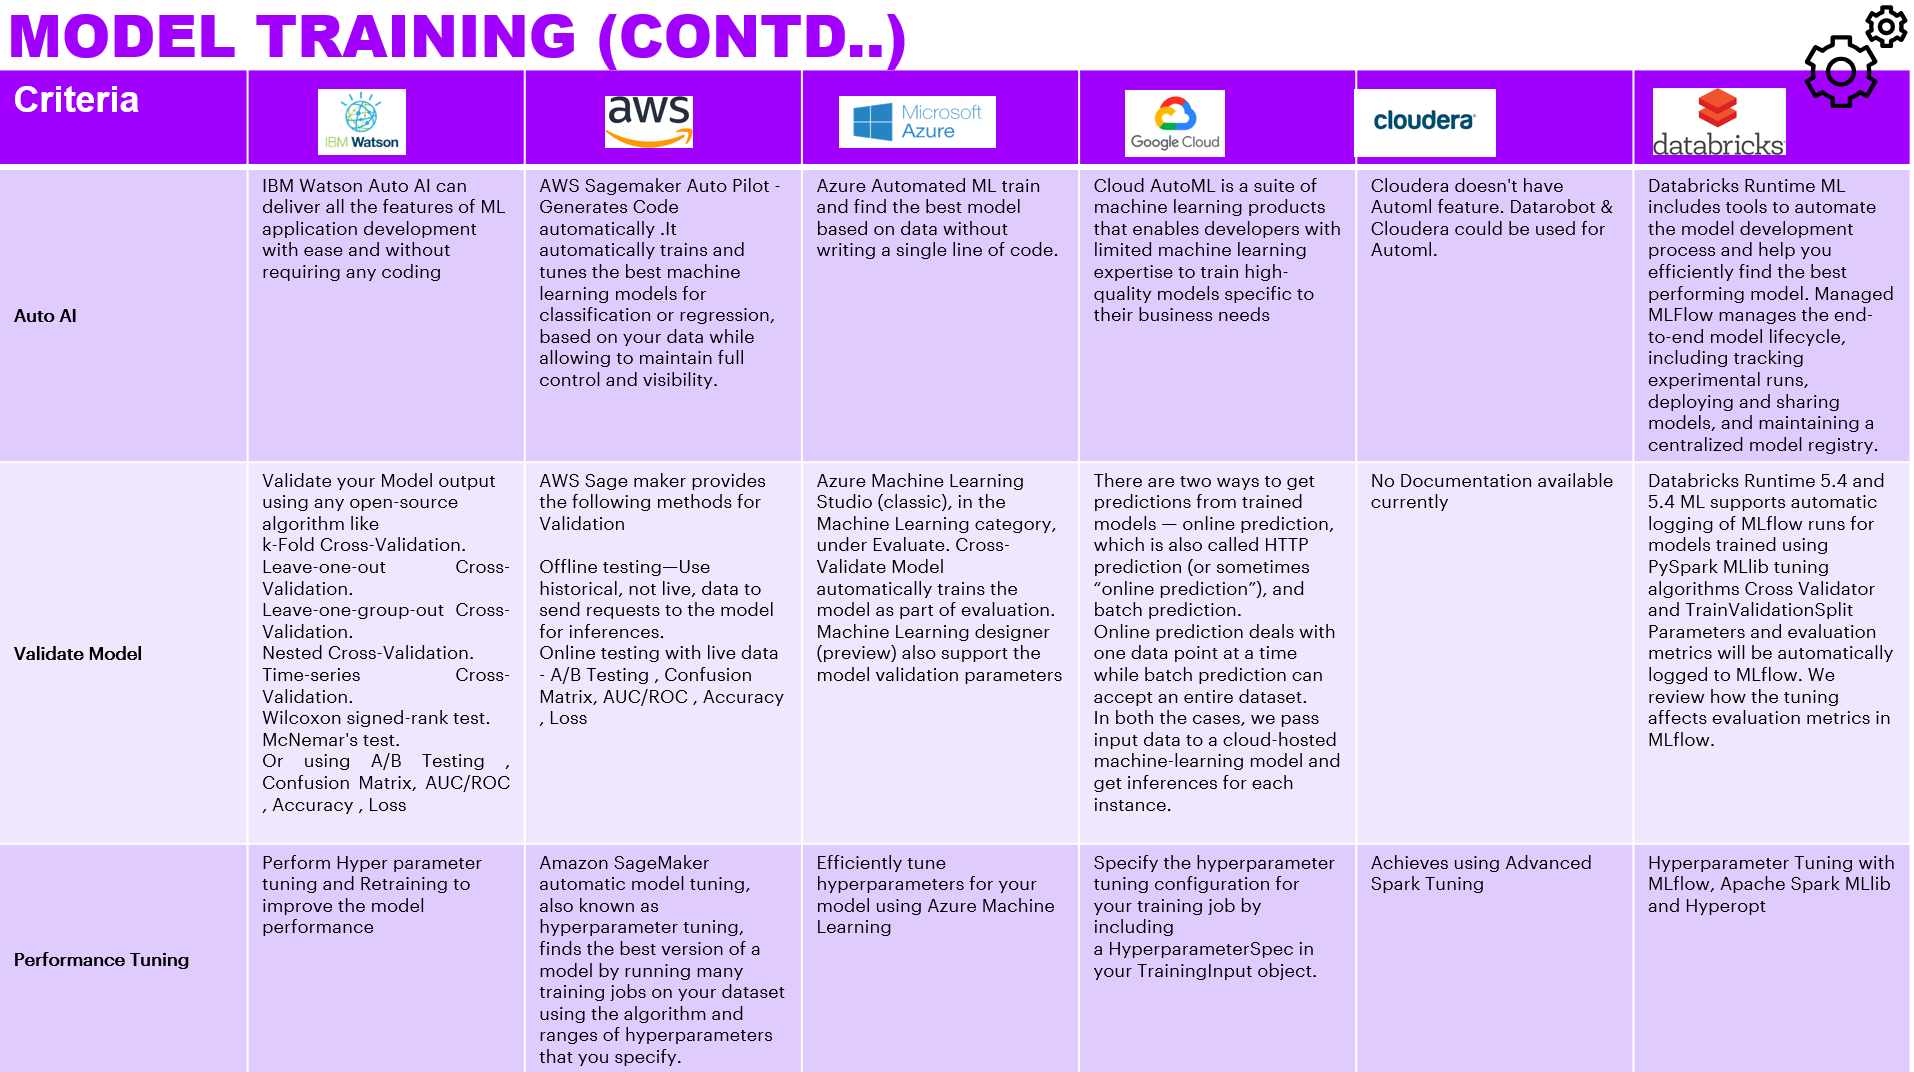 MODEL TRAINING (CONTD..)
Criteria
IBM Watson
aws
Microsoft
Azure
Google Cloud
cloudera
databricks
Auto AI
IBM Watson Auto AI can
deliver all the features of ML
application development
with ease and without
requiring any coding
AWS Sagemaker Auto Pilot -
Generates Code
automatically .It
automatically trains and
tunes the best machine
learning models for
classification or regression,
based on your data while
allowing to maintain full
control and visibility.
Azure Automated ML train
and find the best model
based on data without
writing a single line of code.
Cloud AutoML is a suite of
machine learning products
that enables developers with
limited machine learning
expertise to train high-
quality models specific to
their business needs
Cloudera doesn't have
Automl feature. Datarobot &
Cloudera could be used for
Automl.
Databricks Runtime ML
includes tools to automate
the model development
process and help you
efficiently find the best
performing model. Managed
MLFlow manages the end-
to-end model lifecycle,
including tracking
experimental runs,
deploying and sharing
models, and maintaining a
centralized model registry.
Validate Model
Validate your Model output
using any open-source
algorithm like
k-Fold Cross-Validation.
Leave-one-out Cross-
Validation.
Leave-one-group-out Cross-
Validation.
Nested Cross-Validation.
Time-series Cross-
Validation.
Wilcoxon signed-rank test.
McNemar's test.
Or using A/B Testing ,
Confusion Matrix, AUC/ROC
, Accuracy , Loss
AWS Sage maker provides
the following methods for
Validation
Offline testing—Use
historical, not live, data to
send requests to the model
for inferences.
Online testing with live data
- A/B Testing , Confusion
Matrix, AUC/ROC , Accuracy
, Loss
Azure Machine Learning
Studio (classic), in the
Machine Learning category,
under Evaluate. Cross-
Validate Model
automatically trains the
model as part of evaluation.
Machine Learning designer
(preview) also support the
model validation parameters
There are two ways to get
predictions from trained
models — online prediction,
which is also called HTTP
prediction (or sometimes
“online prediction”), and
batch prediction.
Online prediction deals with
one data point at a time
while batch prediction can
accept an entire dataset.
In both the cases, we pass
input data to a cloud-hosted
machine-learning model and
get inferences for each
instance.
No Documentation available
currently
Databricks Runtime 5.4 and
5.4 ML supports automatic
logging of MLflow runs for
models trained using
PySpark MLlib tuning
algorithms Cross Validator
and TrainValidationSplit
Parameters and evaluation
metrics will be automatically
logged to MLflow. We
review how the tuning
affects evaluation metrics in
MLflow.
Performance Tuning
Perform Hyper parameter
tuning and Retraining to
improve the model
performance
Amazon SageMaker
automatic model tuning,
also known as
hyperparameter tuning,
finds the best version of a
model by running many
training jobs on your dataset
using the algorithm and
ranges of hyperparameters
that you specify.
Efficiently tune
hyperparameters for your
model using Azure Machine
Learning
Specify the hyperparameter
tuning configuration for
your training job by
including
a HyperparameterSpec in
your TrainingInput object.
Achieves using Advanced
Spark Tuning
Hyperparameter Tuning with
MLflow, Apache Spark MLlib
and Hyperopt